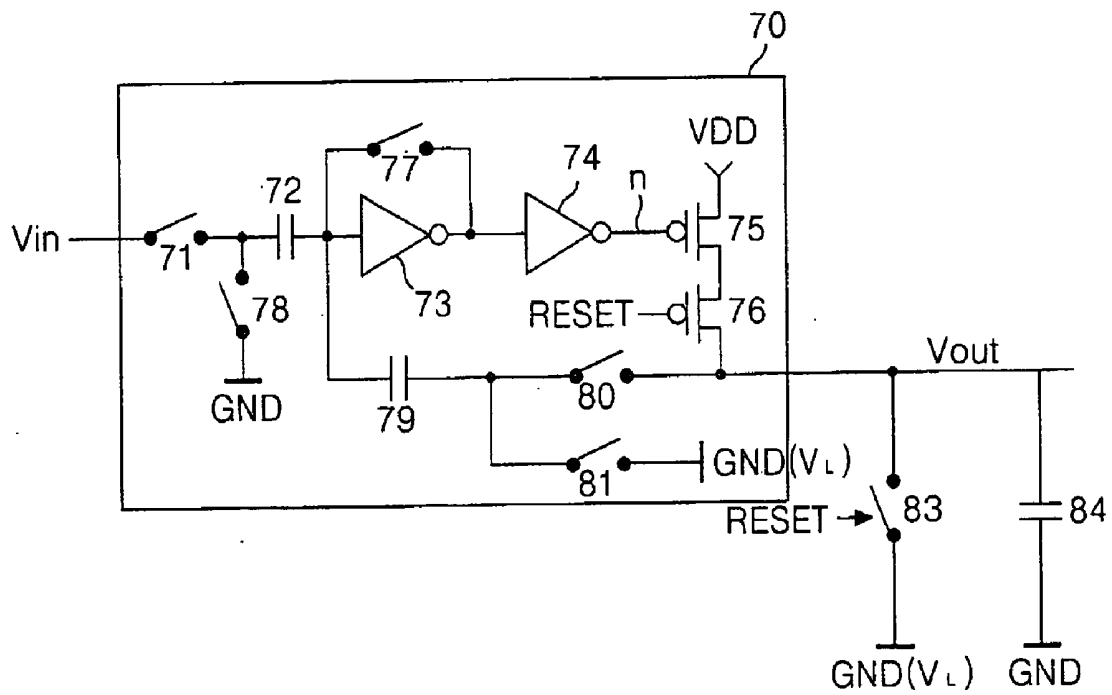 70
VDD
77
74
n
72
75
Vin
71
73
78
RESET
76
Vout
GND
79
80
81
GND(VL)
RESET
83
84
GND(VL)
GND